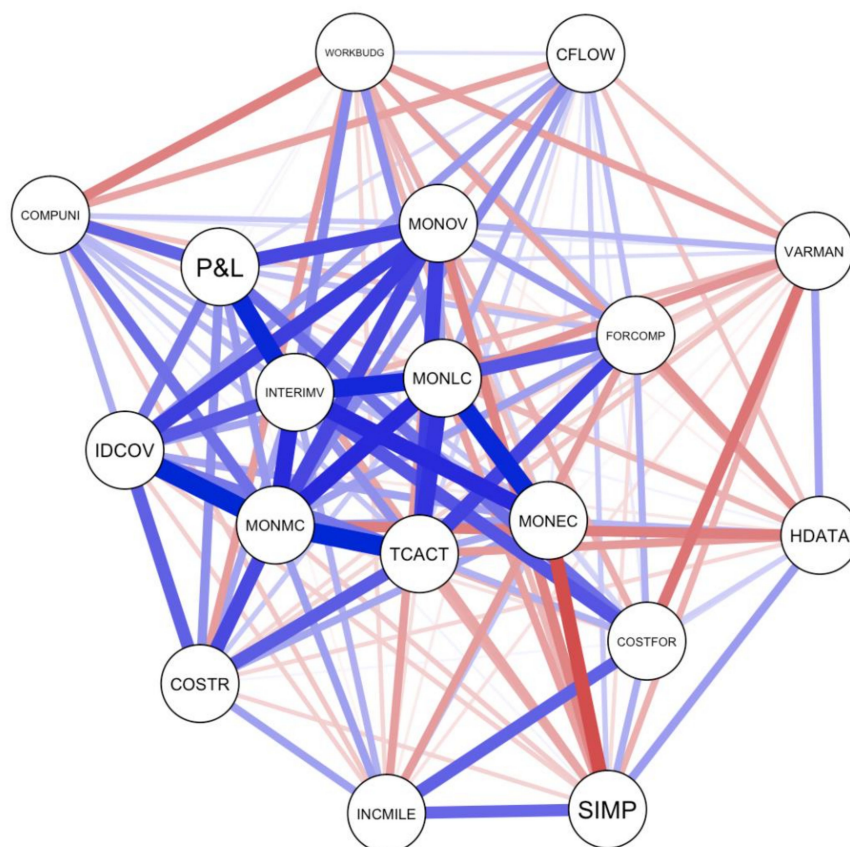 WORKBUDG
CFLOW
COMPUNI
MONOV
VARMAN
P&L
FORCOMP
MONLC
INTERIMV
IDCOV
MONMC
MONEC
HDATA
TCACT
COSTFOR
COSTR
INCMILE
SIMP